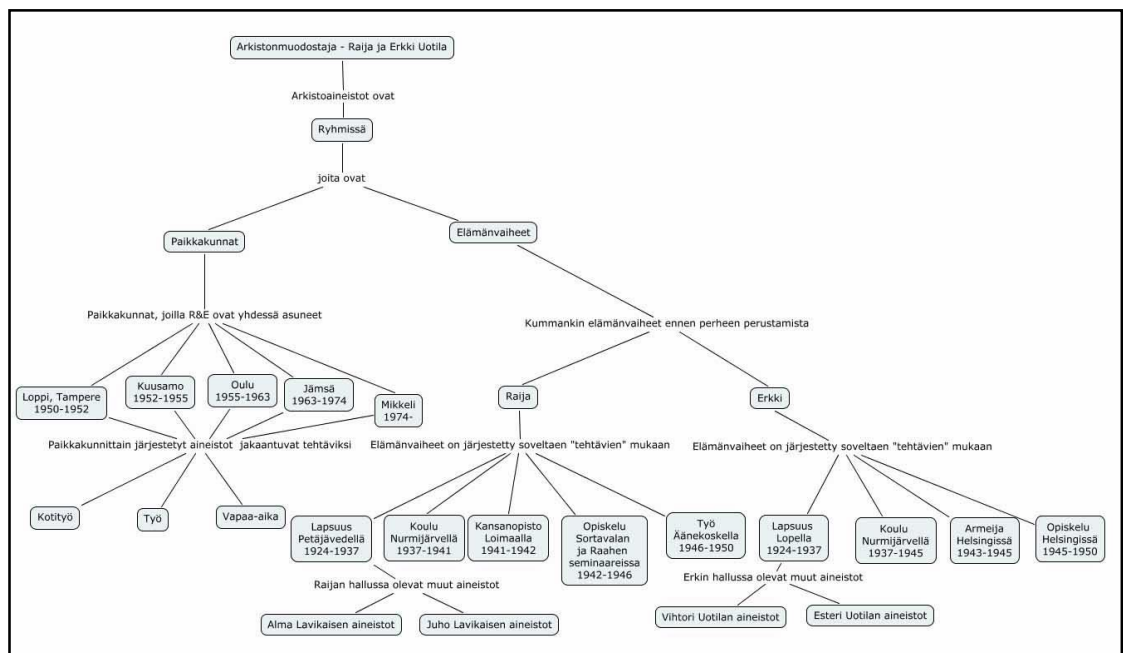 Arkistonmuodostaja - Raija ja Erkki Uotila
Arkistoaineistot ovat
Ryhmissä
joita ovat
Paikkakunnat
Elämänvaiheet
Paikkakunnat, joilla R&E ovat yhdessä asuneet
Kummankin elämänvaiheet ennen perheen perustamista
Loppi, Tampere
1950-1952
Kuusamo
1952-1955
Oulu
1955-1963
Jämsä
1963-1974
Mikkeli
1974-
Raija
Erkki
Paikkakunnittain järjestetyt aineistot jakaantuvat tehtäviksi
Elämänvaiheet on järjestetty soveltaen "tehtävien" mukaan
Elämänvaiheet on järjestetty soveltaen "tehtävien" mukaan
Kotityö
Työ
Vapaa-aika
Lapsuus
Petäjävedellä
1924-1937
Koulu
Nurmijärvellä
1937-1941
Kansanopisto
Loimaalla
1941-1942
Opiskelu
Sortavalan
ja Raahen
seminaareissa
1942-1946
Työ
Äänekoskella
1946-1950
Lapsuus
Lopella
1924-1937
Koulu
Nurmijärvellä
1937-1945
Armeija
Helsingissä
1943-1945
Opiskelu
Helsingissä
1945-1950
Raijan hallussa olevat muut aineistot
Erkin hallussa olevat muut aineistot
Alma Lavikaisen aineistot
Juho Lavikaisen aineistot
Vihtori Uotilan aineistot
Esteri Uotilan aineistot